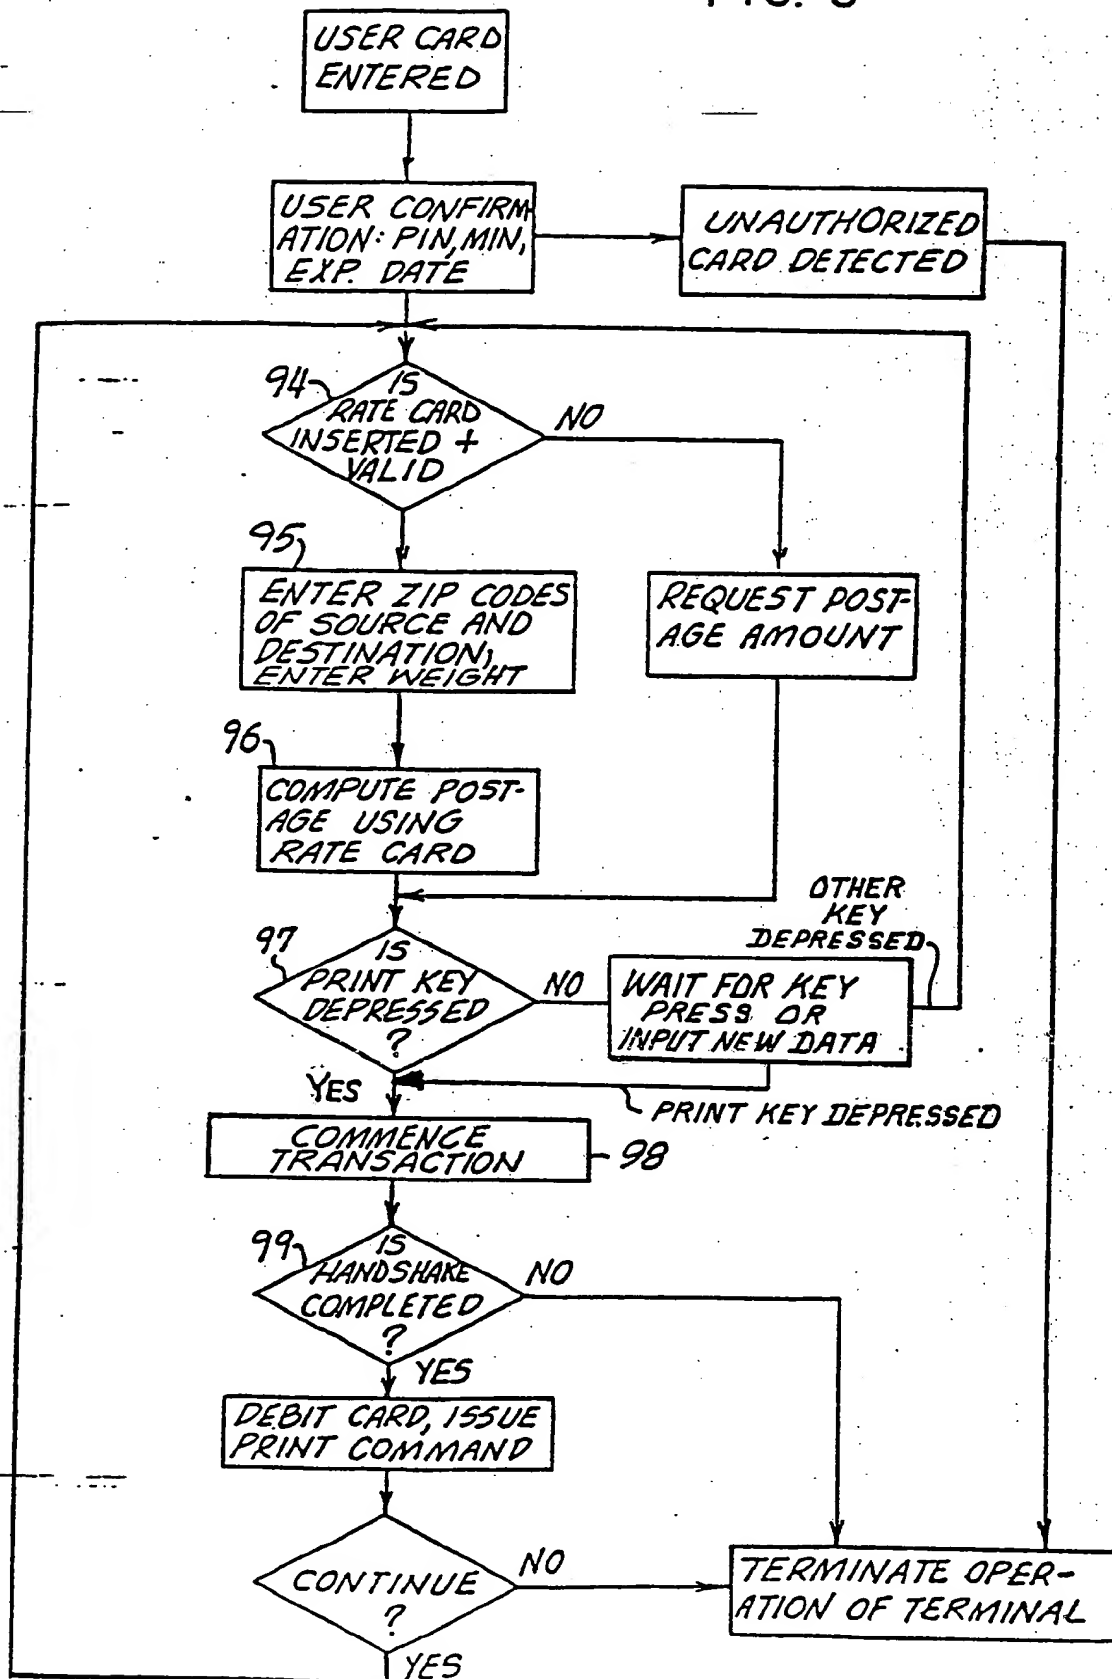 USER CARD
ENTERED
USER CONFIRM-
ATION: PIN, MIN,
EXP. DATE
UNAUTHORIZED
CARD DETECTED
94
IS
RATE CARD
INSERTED +
VALID
NO
95
ENTER ZIP CODES
OF SOURCE AND
DESTINATION;
ENTER WEIGHT
REQUEST POST-
AGE AMOUNT
96
COMPUTE POST-
AGE USING
RATE CARD
OTHER
KEY
DEPRESSED
97
IS
PRINT KEY
DEPRESSED
?
NO
WAIT FOR KEY
PRESS OR
INPUT NEW DATA
YES
PRINT KEY DEPRESSED
COMMENCE
TRANSACTION
98
99
IS
HANDSHAKE
COMPLETED
?
NO
YES
DEBIT CARD, ISSUE
PRINT COMMAND
CONTINUE
?
NO
TERMINATE OPER-
ATION OF TERMINAL
YES